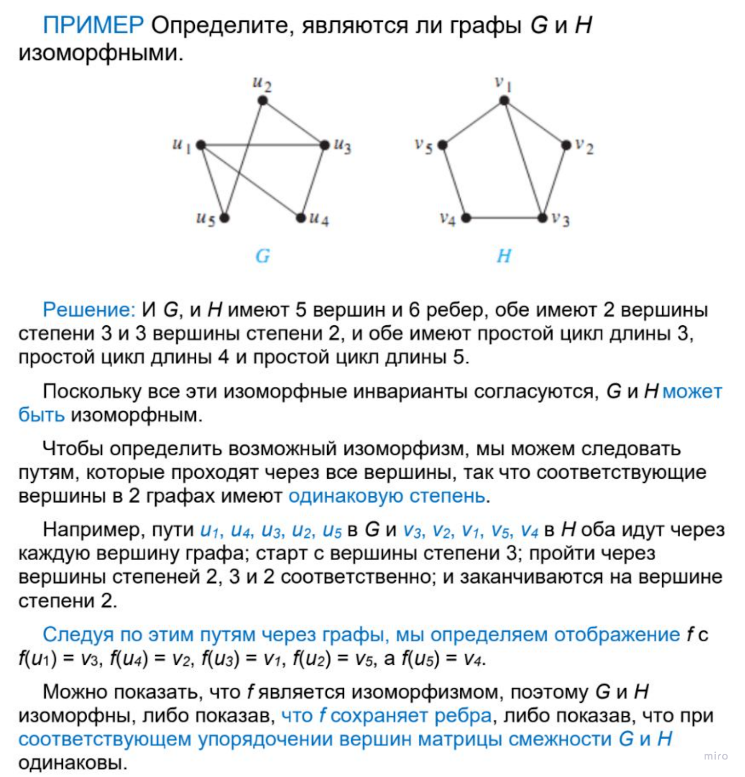 ПРИМЕР Определите, являются ли графы G и H
изоморфными.
u2
u1
u3
u5
u4
G
v1
v5
v2
v4
v3
H
Решение: И G, и H имеют 5 вершин и 6 ребер, обе имеют 2 вершины
степени 3 и 3 вершины степени 2, и обе имеют простой цикл длины 3,
простой цикл длины 4 и простой цикл длины 5.
Поскольку все эти изоморфные инварианты согласуются, G и H может
быть изоморфным.
Чтобы определить возможный изоморфизм, мы можем следовать
путям, которые проходят через все вершины, так что соответствующие
вершины в 2 графах имеют одинаковую степень.
Например, пути u1, u4, u3, u2, u5 в G и v3, v2, v1, v5, v4 в H оба идут через
каждую вершину графа; старт с вершины степени 3; пройти через
вершины степеней 2, 3 и 2 соответственно; и заканчиваются на вершине
степени 2.
Следуя по этим путям через графы, мы определяем отображение f с
f(u1) = v3, f(u4) = v2, f(u3) = v1, f(u2) = v5, а f(u5) = v4.
Можно показать, что f является изоморфизмом, поэтому G и H
изоморфны, либо показав, что f сохраняет ребра, либо показав, что при
соответствующем упорядочении вершин матрицы смежности G и H
одинаковы.
miro